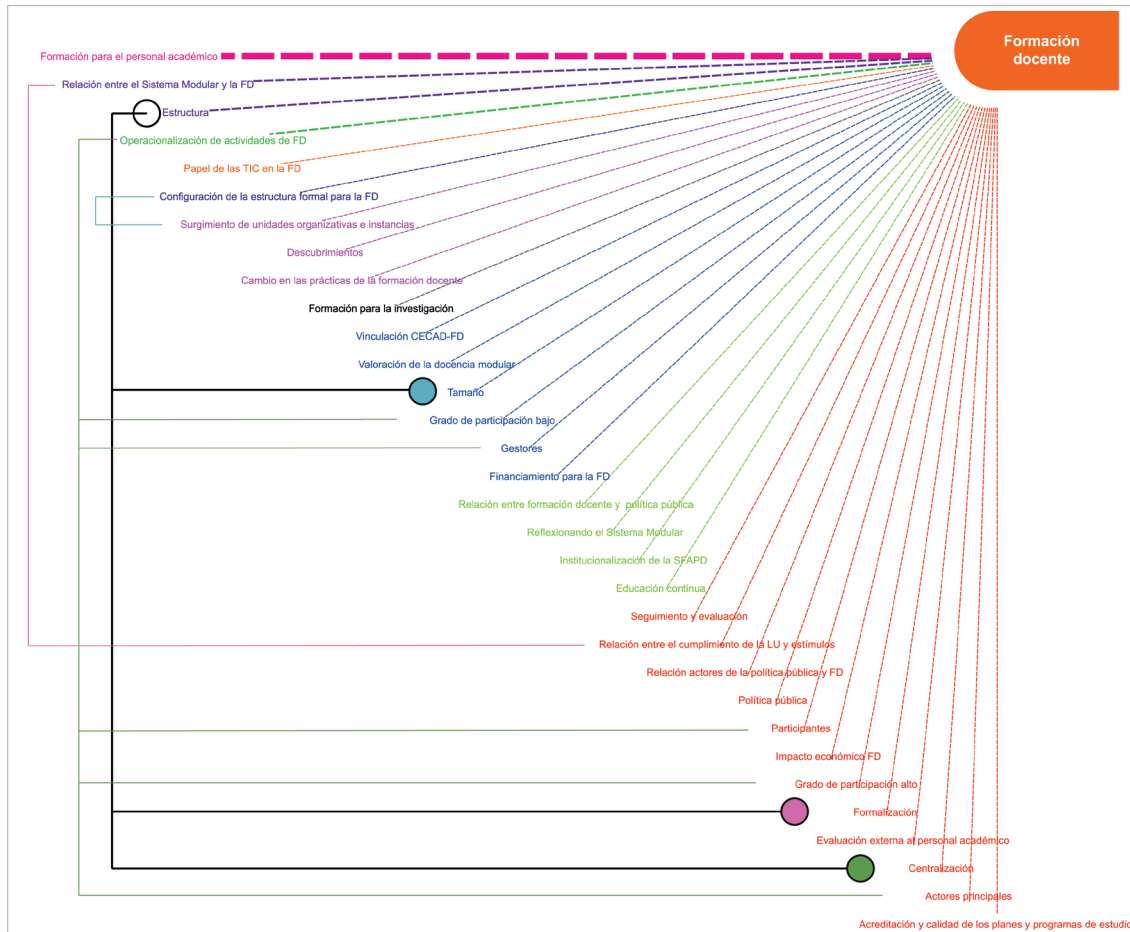 Formación
docente
Formación para el personal académico
Relación entre el Sistema Modular y la FD
Estructura
Operacionalización de actividades de FD
Papel de las TIC en la FD
Configuración de la estructura formal para la FD
Surgimiento de unidades organizativas e instancias
Descubrimientos
Cambio en las prácticas de la formación docente
Formación para la investigación
Vinculación CECAD-FD
Valoración de la docencia modular
Tamaño
Grado de participación bajo
Gestores
Financiamiento para la FD
Relación entre formación docente y política pública
Reflexionando el Sistema Modular
Institucionalización de la SFAPD
Educación continua
Seguimiento y evaluación
Relación entre el cumplimiento de la LU y estímulos
Relación actores de la política pública y FD
Política pública
Participantes
Impacto económico FD
Grado de participación alto
Formalización
Evaluación externa al personal académico
Centralización
Actores principales
Acreditación y calidad de los planes y programas de estudio